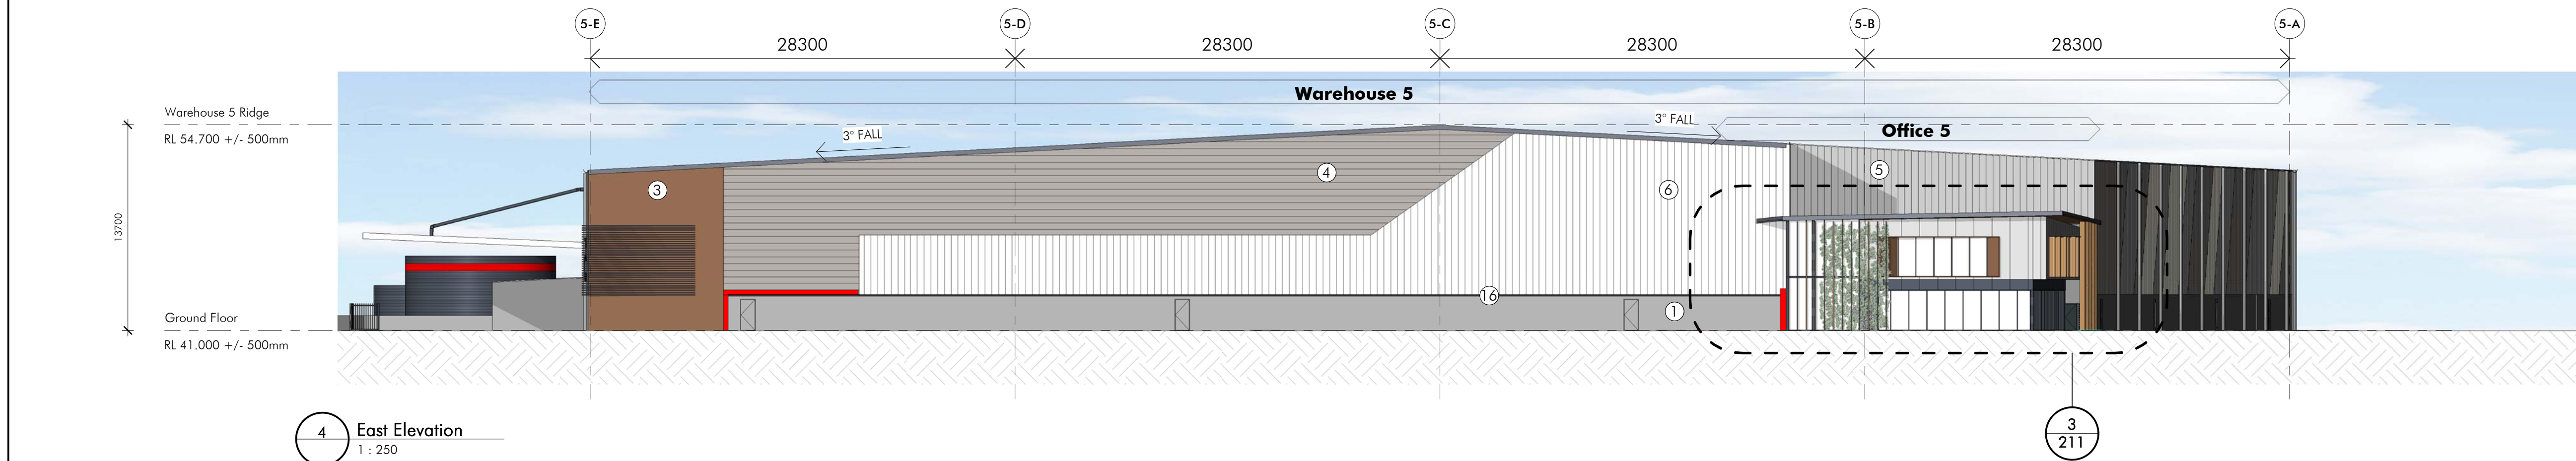 5-E
5-D
5-C
5-B
5-A
28300
28300
28300
28300
Warehouse 5
Warehouse 5 Ridge
RL 54.700 +/- 500mm
3° FALL
3° FALL
Office 5
3
4
6
5
13700
16
1
Ground Floor
RL 41.000 +/- 500mm
4
East Elevation
1 : 250
3
211